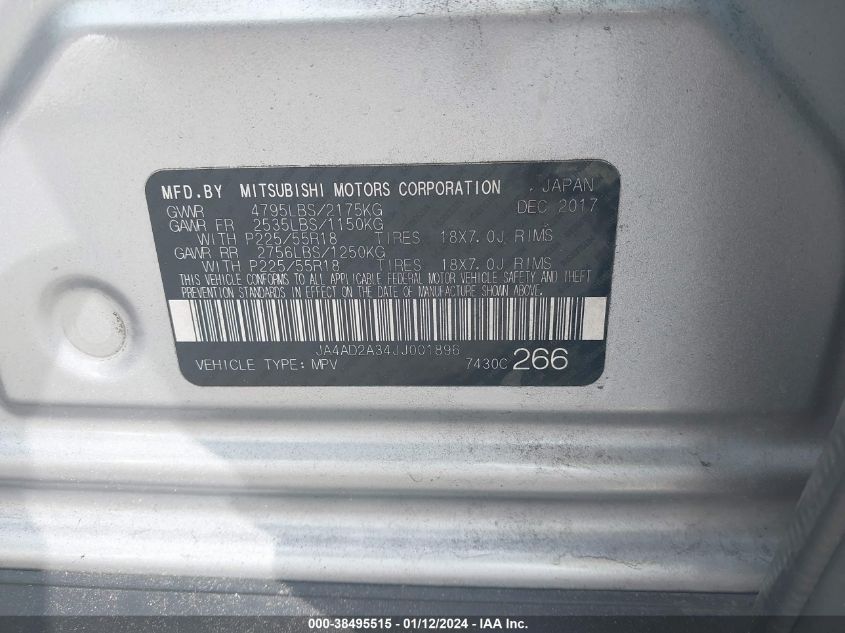 MFD.BY MITSUBISHI MOTORS CORPORATION JAPAN
GVWR 4795LBS/2175KG DEC 2017
GAWR FR 2535LBS/1150KG
WITH P225/55R18 TIRES 18X7.0J RIMS
GAWR RR 2756LBS/1250KG
WITH P225/55R18 TIRES 18X7.0J RIMS
THIS VEHICLE CONFORMS TO ALL APPLICABLE FEDERAL MOTOR VEHICLE SAFETY AND THEFT
PREVENTION STANDARDS IN EFFECT ON THE DATE OF MANUFACTURE SHOWN ABOVE.
JA4AD2A34JJ001896
VEHICLE TYPE: MPV 7430C 266
000-38495515 - 01/12/2024 - 000-38495515